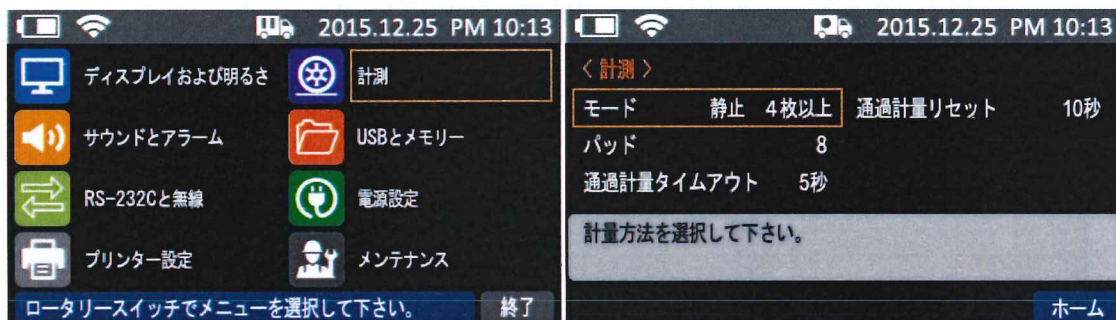 2015.12.25 PM 10:13
ディスプレイおよび明るさ
計測
サウンドとアラーム
USBとメモリー
RS-232Cと無線
電源設定
プリンター設定
メンテナンス
ロータリースイッチでメニューを選択して下さい。
終了
2015.12.25 PM 10:13
〈 計測 〉
モード 静止 4枚以上 通過計量リセット 10秒
パッド 8
通過計量タイムアウト 5秒
計量方法を選択して下さい。
ホーム